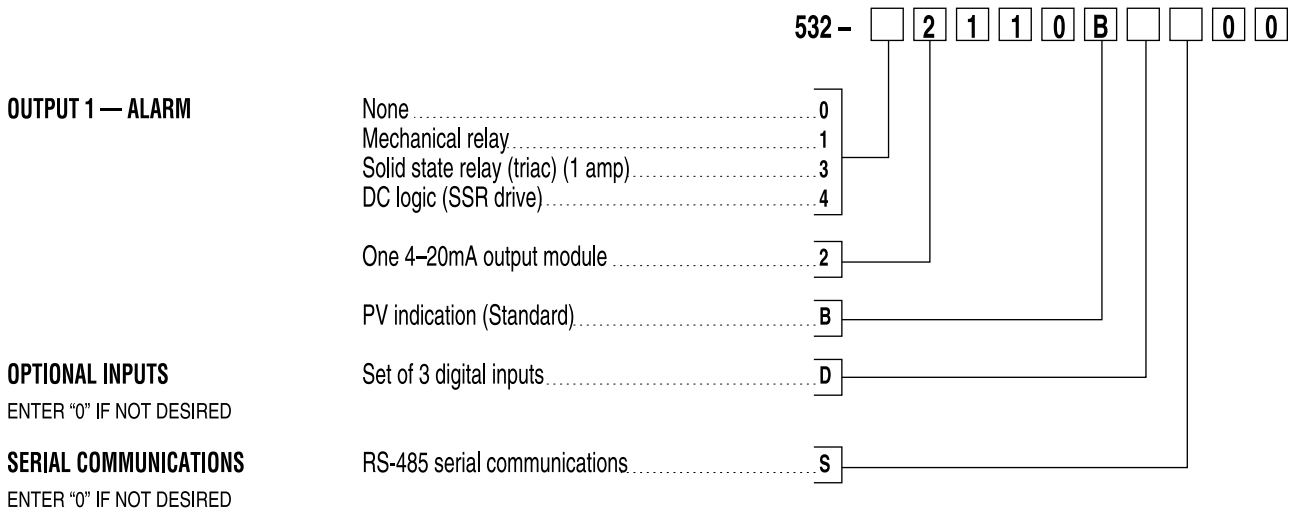 532 – 2 1 1 0 B 0 0
OUTPUT 1 — ALARM
None 0
Mechanical relay 1
Solid state relay (triac) (1 amp) 3
DC logic (SSR drive) 4
One 4–20mA output module 2
PV indication (Standard) B
OPTIONAL INPUTS
Set of 3 digital inputs D
ENTER “0” IF NOT DESIRED
SERIAL COMMUNICATIONS
RS-485 serial communications S
ENTER “0” IF NOT DESIRED